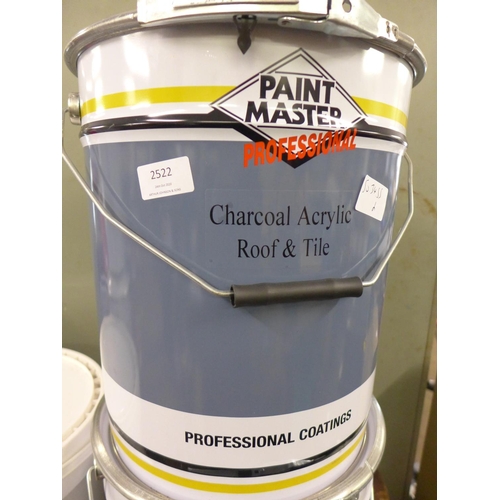 PAINT
MASTER
PROFESSIONAL
2522
Charcoal Acrylic
Roof & Tile
PROFESSIONAL COATINGS